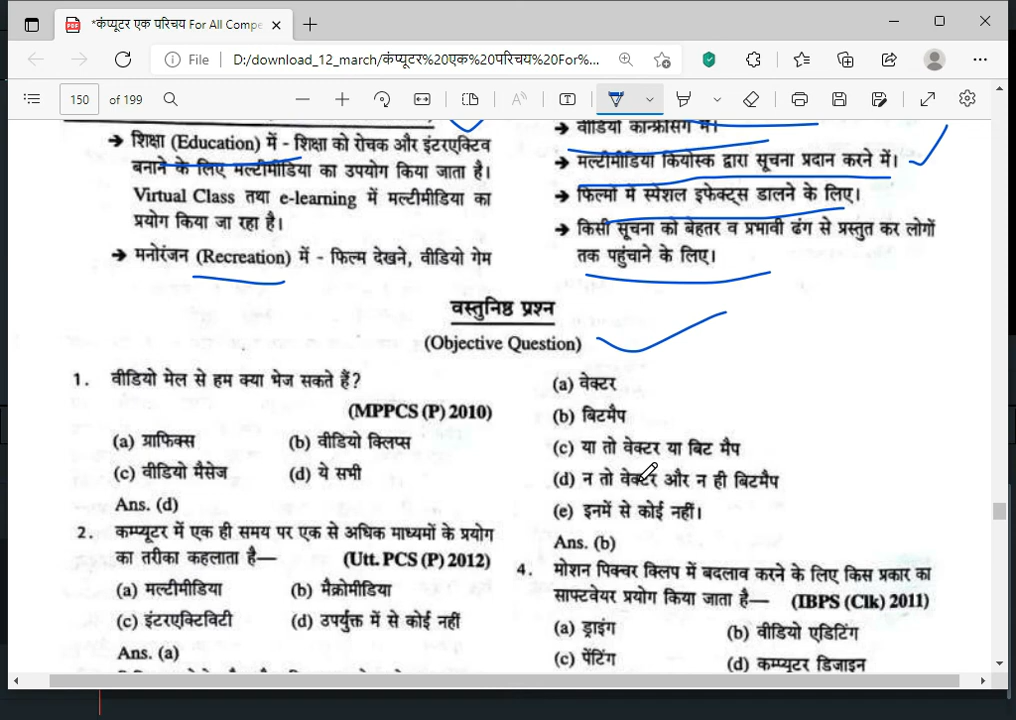 *कंप्यूटर एक परिचय For All Compe
File
D:/download_12_march/कंप्यूटर%20एक%20परिचय%20For%...
150 of 199
→ शिक्षा (Education) में - शिक्षा को रोचक और इंटरएक्टिव
बनाने के लिए मल्टीमीडिया का उपयोग किया जाता है।
Virtual Class तथा e-learning में मल्टीमीडिया का
प्रयोग किया जा रहा है।
→ मनोरंजन (Recreation) में - फिल्म देखने, वीडियो गेम
→ वीडियो कान्फ्रेंसिंग में।
→ मल्टीमीडिया कियोस्क द्वारा सूचना प्रदान करने में।
→ फिल्मों में स्पेशल इफेक्ट्स डालने के लिए।
→ किसी सूचना को बेहतर व प्रभावी ढंग से प्रस्तुत कर लोगों
तक पहुंचाने के लिए।
वस्तुनिष्ठ प्रश्न
(Objective Question)
1. वीडियो मेल से हम क्या भेज सकते हैं?
(MPPCS (P) 2010)
(a) ग्राफिक्स (b) वीडियो क्लिप्स
(c) वीडियो मैसेज (d) ये सभी
Ans. (d)
2. कम्प्यूटर में एक ही समय पर एक से अधिक माध्यमों के प्रयोग
का तरीका कहलाता है— (Utt. PCS (P) 2012)
(a) मल्टीमीडिया (b) मैक्रोमीडिया
(c) इंटरएक्टिविटी (d) उपर्युक्त में से कोई नहीं
Ans. (a)
(a) वेक्टर
(b) बिटमैप
(c) या तो वेक्टर या बिट मैप
(d) न तो वेक्टर और न ही बिटमैप
(e) इनमें से कोई नहीं।
Ans. (b)
4. मोशन पिक्चर क्लिप में बदलाव करने के लिए किस प्रकार का
साफ्टवेयर प्रयोग किया जाता है— (IBPS (Clk) 2011)
(a) ड्राइंग (b) वीडियो एडिटिंग
(c) पेंटिंग (d) कम्प्यूटर डिजाइन